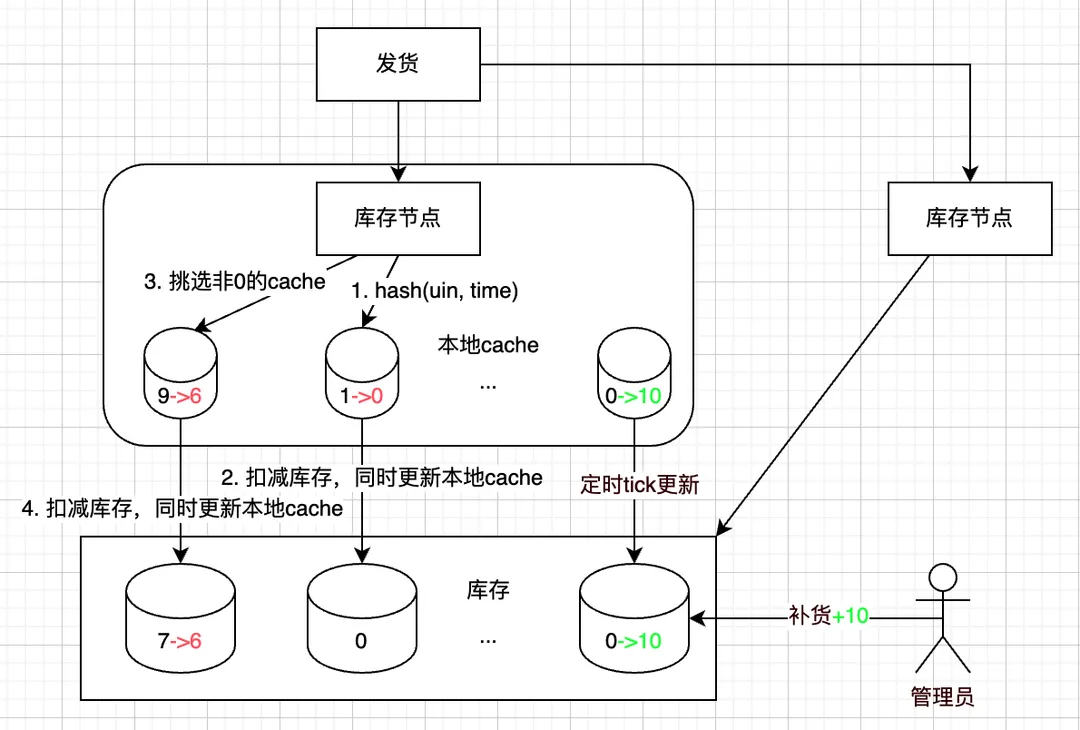 发货
库存节点
库存节点
3. 挑选非0的cache
1. hash(uin, time)
本地cache
...
9->6
1->0
0->10
2. 扣减库存，同时更新本地cache
定时tick更新
4. 扣减库存，同时更新本地cache
库存
...
7->6
0
0->10
补货+10
管理员